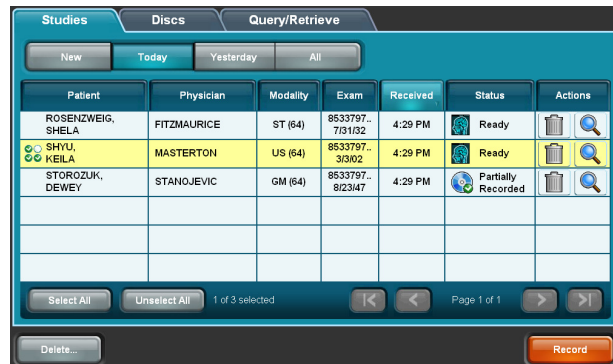 Studies Discs Query/Retrieve
New Today Yesterday All
Patient Physician Modality Exam Received Status Actions
ROSENZWEIG,
SHELA
FITZMAURICE
ST (64)
8533797..
7/31/32
4:29 PM
Ready
SHYU,
KEILA
MASTERTON
US (64)
8533797..
3/3/02
4:29 PM
Ready
STOROZUK,
DEWEY
STANOJEVIC
GM (64)
8533797..
8/23/47
4:29 PM
Partially
Recorded
Select All Unselect All 1 of 3 selected Page 1 of 1
Delete... Record